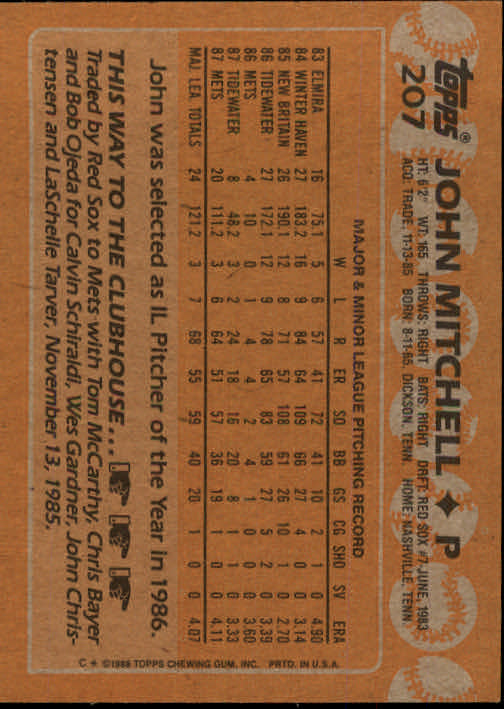 topps®
207
JOHN MITCHELL ◆ P
HT: 6'2" WT: 165 THROWS: RIGHT BATS: RIGHT DRAFT: RED SOX #7-JUNE, 1983
ACQ: TRADE, 11-13-85 BORN: 8-11-65, DICKSON, TENN. HOME: NASHVILLE, TENN.
MAJOR & MINOR LEAGUE PITCHING RECORD
W L R ER SO BB GS CG SHO SV ERA
83 ELMIRA 16 75.1 5 6 57 41 72 41 10 2 1 0 4.90
84 WINTER HAVEN 27 183.2 16 9 84 64 109 66 27 4 0 0 3.14
85 NEW BRITAIN 26 190.1 12 8 71 57 108 61 26 10 1 0 2.70
86 TIDEWATER 27 172.1 12 9 78 65 83 59 27 5 2 0 3.39
86 METS 4 10 0 1 4 4 2 4 1 0 0 0 3.60
87 TIDEWATER 8 48.2 3 2 24 18 16 20 8 1 0 0 3.33
87 METS 20 111.2 3 6 64 51 57 36 19 1 0 0 4.11
MAJ. LEA. TOTALS 24 121.2 3 7 68 55 59 40 20 1 0 0 4.07
John was selected as IL Pitcher of the Year in 1986.
THIS WAY TO THE CLUBHOUSE...
Traded by Red Sox to Mets with Tom McCarthy, Chris Bayer
and Bob Ojeda for Calvin Schiraldi, Wes Gardner, John Chris-
tensen and LaSchelle Tarver, November 13, 1985.
C * ©1988 TOPPS CHEWING GUM, INC. PRTD. IN U.S.A.